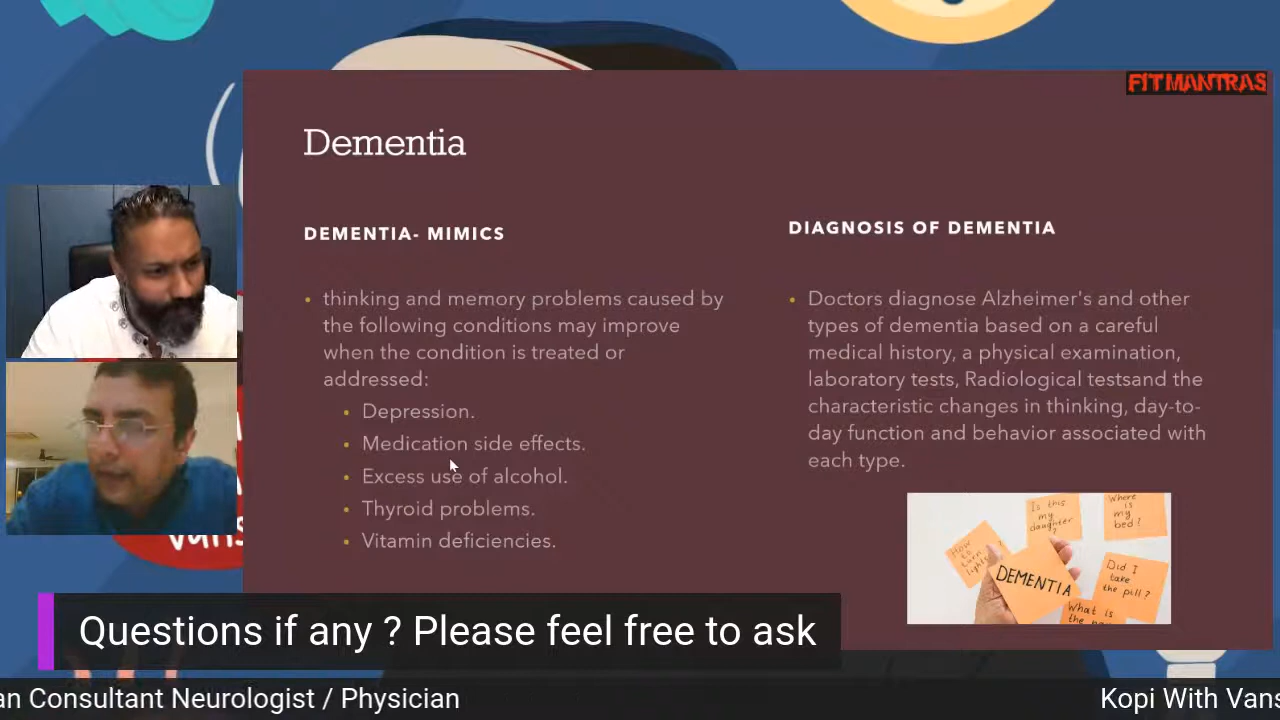 FITMANTRAS
Dementia
DEMENTIA- MIMICS
thinking and memory problems caused by
the following conditions may improve
when the condition is treated or
addressed:
Depression.
Medication side effects.
Excess use of alcohol.
Thyroid problems.
Vitamin deficiencies.
DIAGNOSIS OF DEMENTIA
Doctors diagnose Alzheimer's and other
types of dementia based on a careful
medical history, a physical examination,
laboratory tests, Radiological testsand the
characteristic changes in thinking, day-to-
day function and behavior associated with
each type.
Is this
my
daughter
?
Where
is
my
bed?
How
to
turn
lights
?
DEMENTIA
Did I
take
the pill?
What is
the
Questions if any ? Please feel free to ask
an Consultant Neurologist / Physician
Kopi With Vans